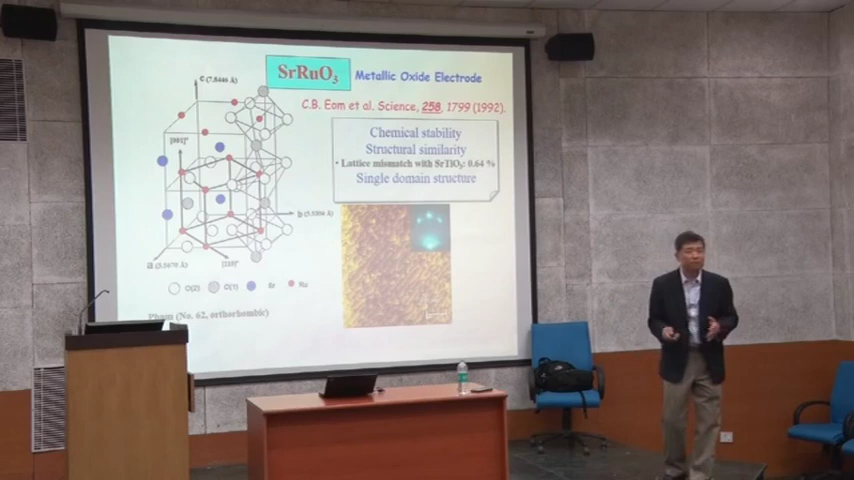 SrRuO3
Metallic Oxide Electrode
C.B. Eom et al. Science, 258, 1799 (1992).
Chemical stability
Structural similarity
• Lattice mismatch with SrTiO3: 0.64 %
Single domain structure
c (7.8446 Å)
[001]°
b (5.5304 Å)
a (5.5670 Å)
[110]°
O(2) O(1) Sr Ru
(No. 62, orthorhombic)